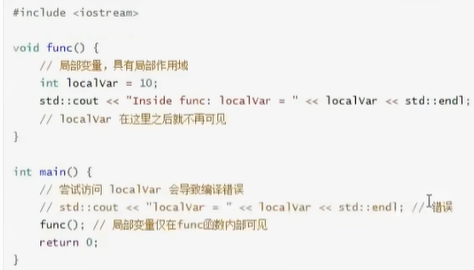 #include <iostream>
void func() {
// 局部变量，具有局部作用域
int localVar = 10;
std::cout << "Inside func: localVar = " << localVar << std::endl;
// localVar 在这里之后就不再可见
}
int main() {
// 尝试访问 localVar 会导致编译错误
// std::cout << "localVar = " << localVar << std::endl; // 错误
func(); // 局部变量仅在func函数内部可见
return 0;
}